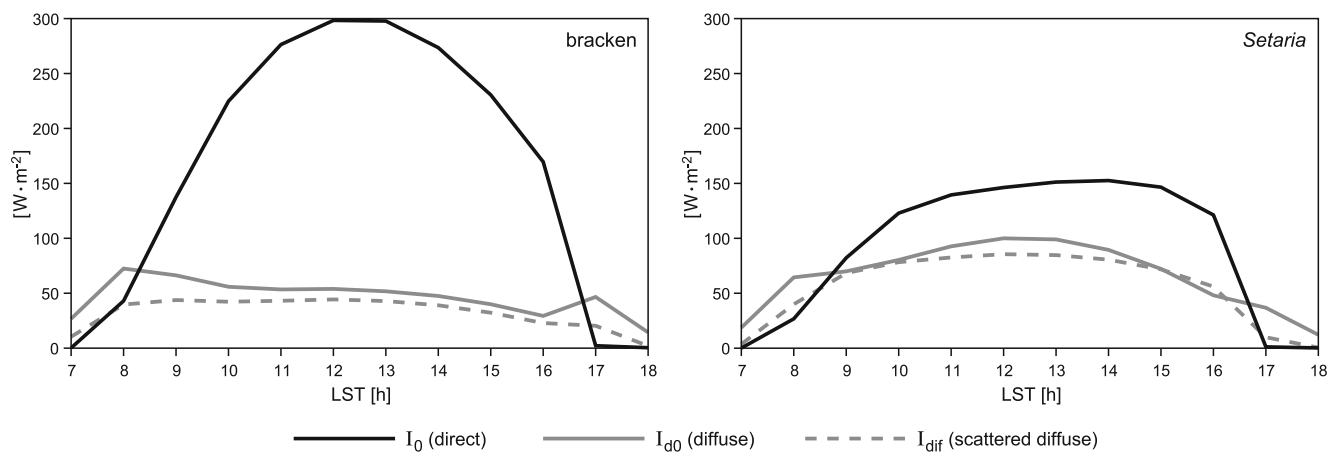 bracken
300
250
200
150
100
50
0
[W·m-2]
7 8 9 10 11 12 13 14 15 16 17 18
LST [h]
Setaria
300
250
200
150
100
50
0
[W·m-2]
7 8 9 10 11 12 13 14 15 16 17 18
LST [h]
I0 (direct) Id0 (diffuse) Idif (scattered diffuse)